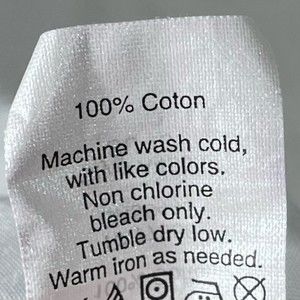 100% Coton
Machine wash cold,
with like colors.
Non chlorine
bleach only.
Tumble dry low.
Warm iron as needed.